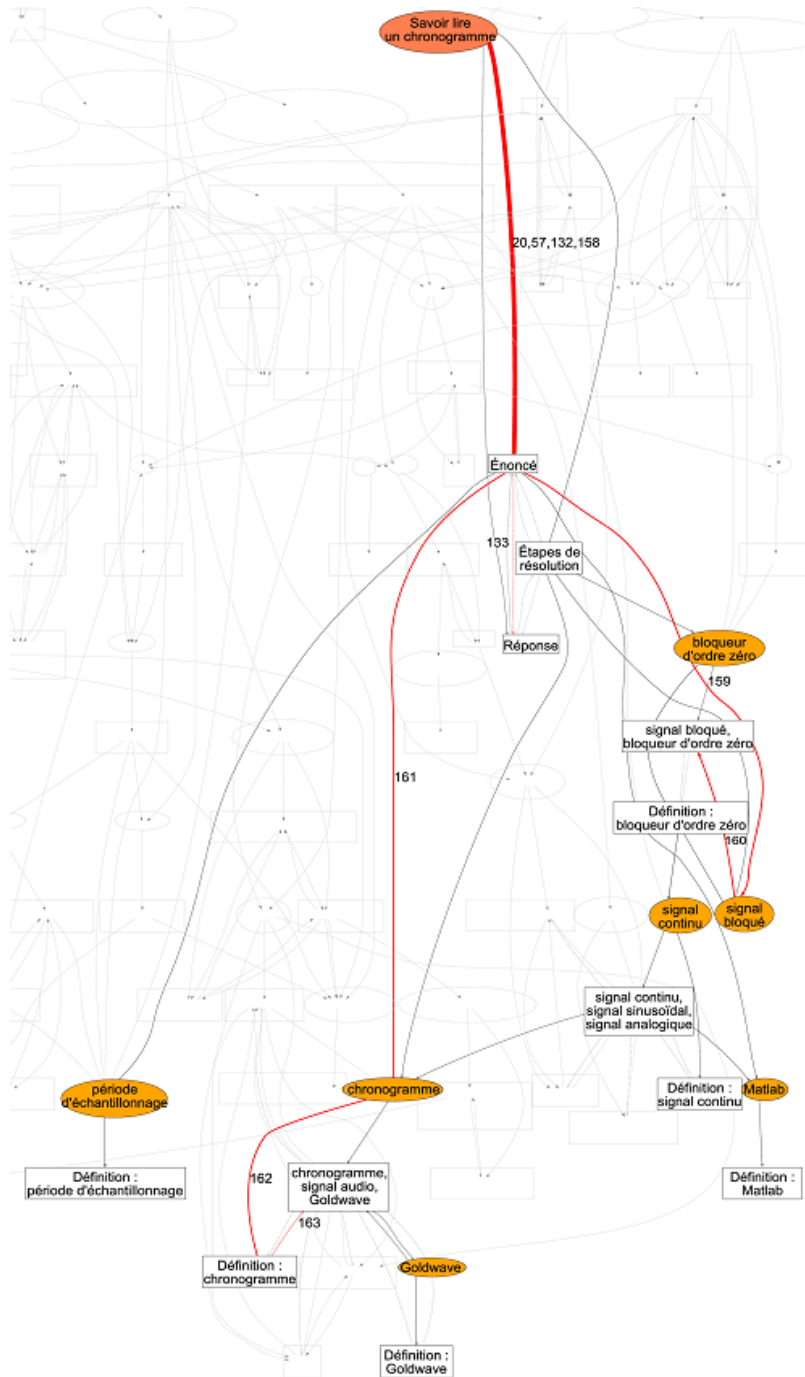 Savoir lire
un chronogramme
20,57,132,158
Énoncé
133
Étapes de
résolution
Réponse
bloqueur
d'ordre zéro
159
signal bloqué,
bloqueur d'ordre zéro
161
Définition :
bloqueur d'ordre zéro
160
signal
continu
signal
bloqué
signal continu,
signal sinusoïdal,
signal analogique
période
d'échantillonnage
chronogramme
Définition :
signal continu
Matlab
Définition :
période d'échantillonnage
162
chronogramme,
signal audio,
Goldwave
Définition :
Matlab
163
Définition :
chronogramme
Goldwave
Définition :
Goldwave